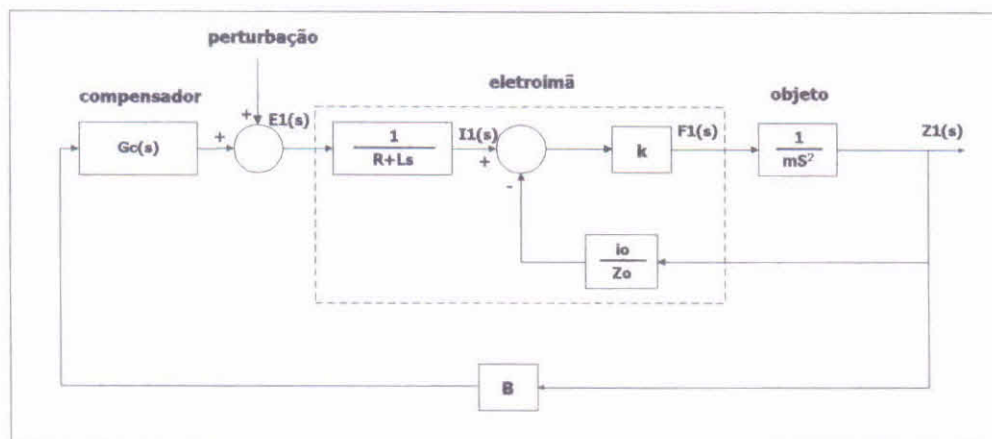 perturbação
eletroimã
compensador
objeto
+
E1(s)
+
Gc(s)
1
R+Ls
I1(s)
+
-
k
F1(s)
1
mS²
Z1(s)
io
Zo
B